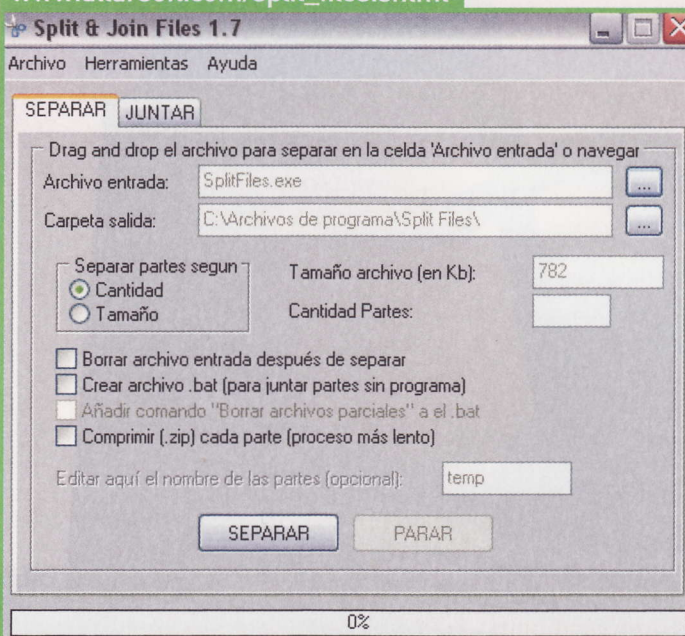 Split & Join Files 1.7
Archivo Herramientas Ayuda
SEPARAR JUNTAR
Drag and drop el archivo para separar en la celda 'Archivo entrada' o navegar
Archivo entrada: SplitFiles.exe ...
Carpeta salida: C:\Archivos de programa\Split Files\ ...
Separar partes segun
Cantidad
Tamaño
Tamaño archivo (en Kb): 782
Cantidad Partes:
Borrar archivo entrada después de separar
Crear archivo .bat (para juntar partes sin programa)
Añadir comando "Borrar archivos parciales" a el .bat
Comprimir (.zip) cada parte (proceso más lento)
Editar aquí el nombre de las partes (opcional): temp
SEPARAR PARAR
0%